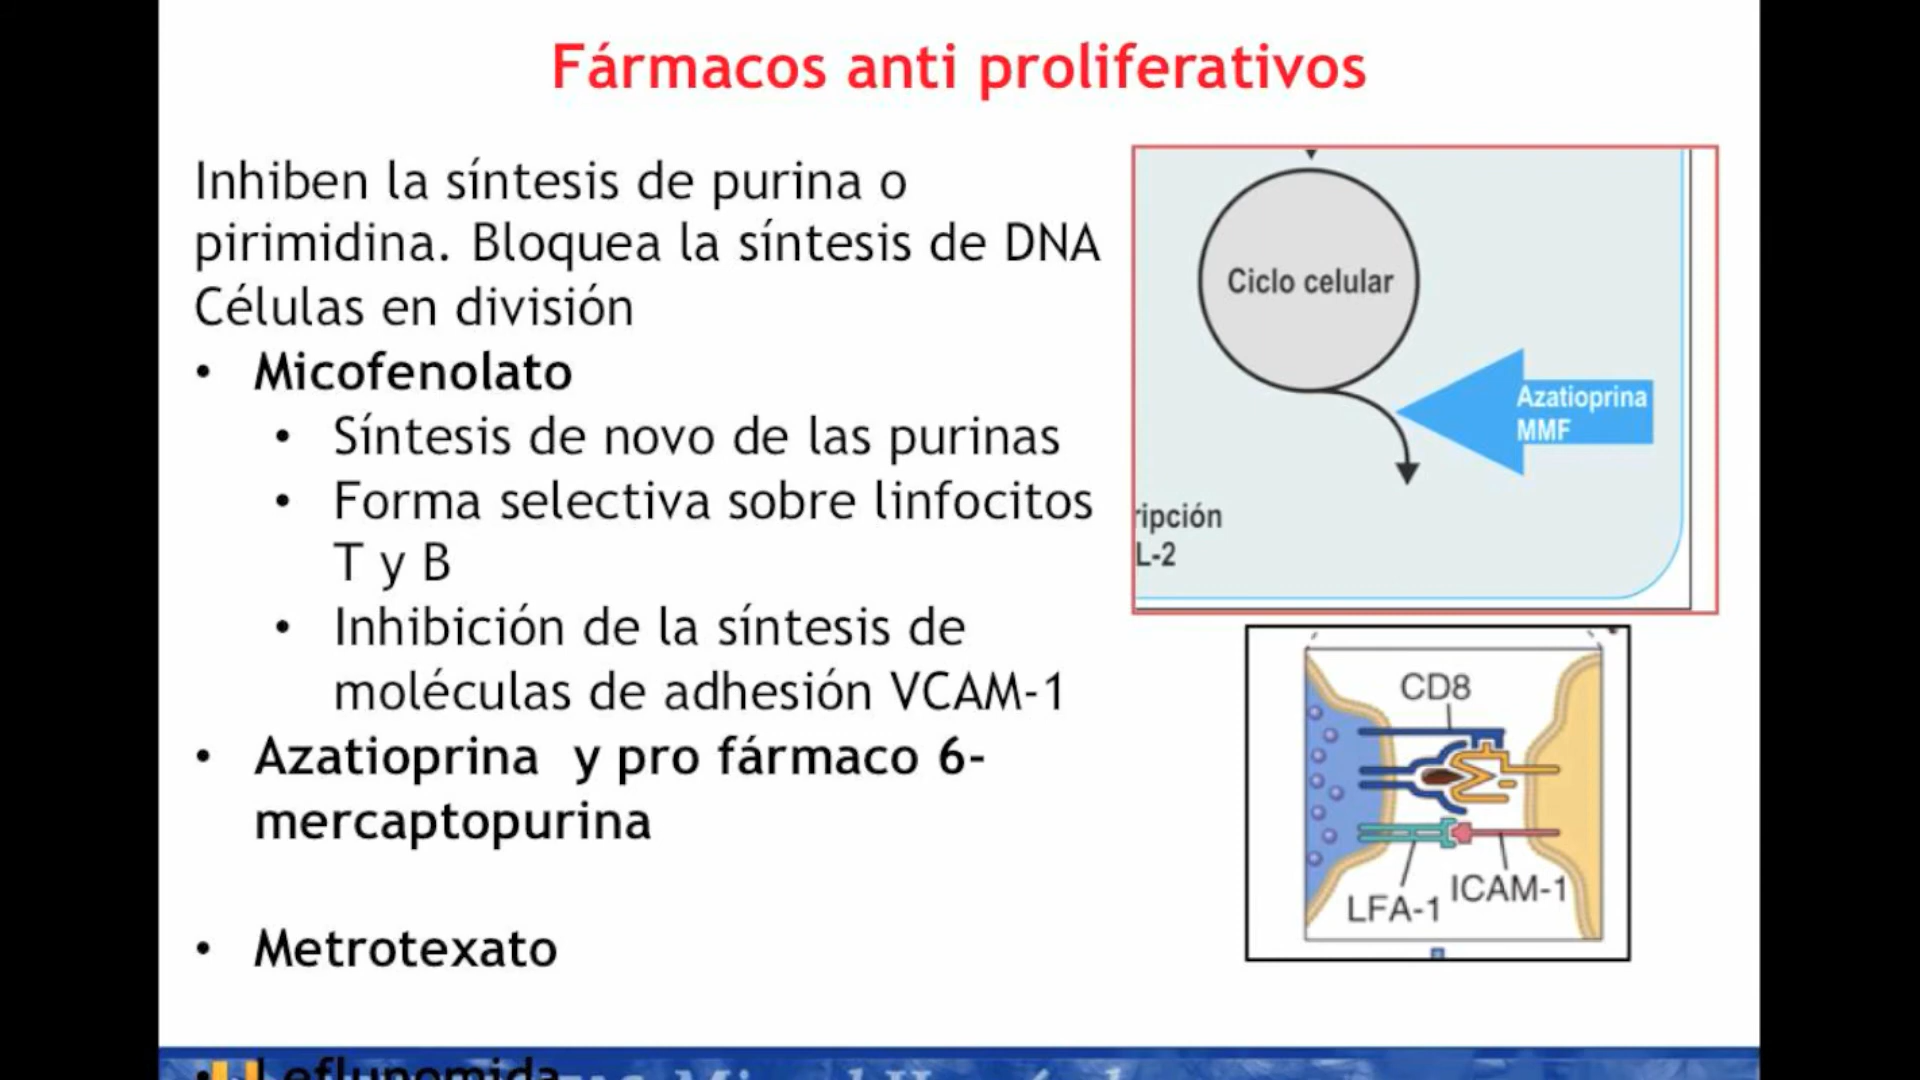 Fármacos anti proliferativos
Inhiben la síntesis de purina o
pirimidina. Bloquea la síntesis de DNA
Células en división
• Micofenolato
• Síntesis de novo de las purinas
• Forma selectiva sobre linfocitos
T y B
• Inhibición de la síntesis de
moléculas de adhesión VCAM-1
• Azatioprina y pro fármaco 6-
mercaptopurina
• Metrotexato
• Leflunomida
Ciclo celular
Azatioprina
MMF
ripción
L-2
CD8
LFA-1
ICAM-1